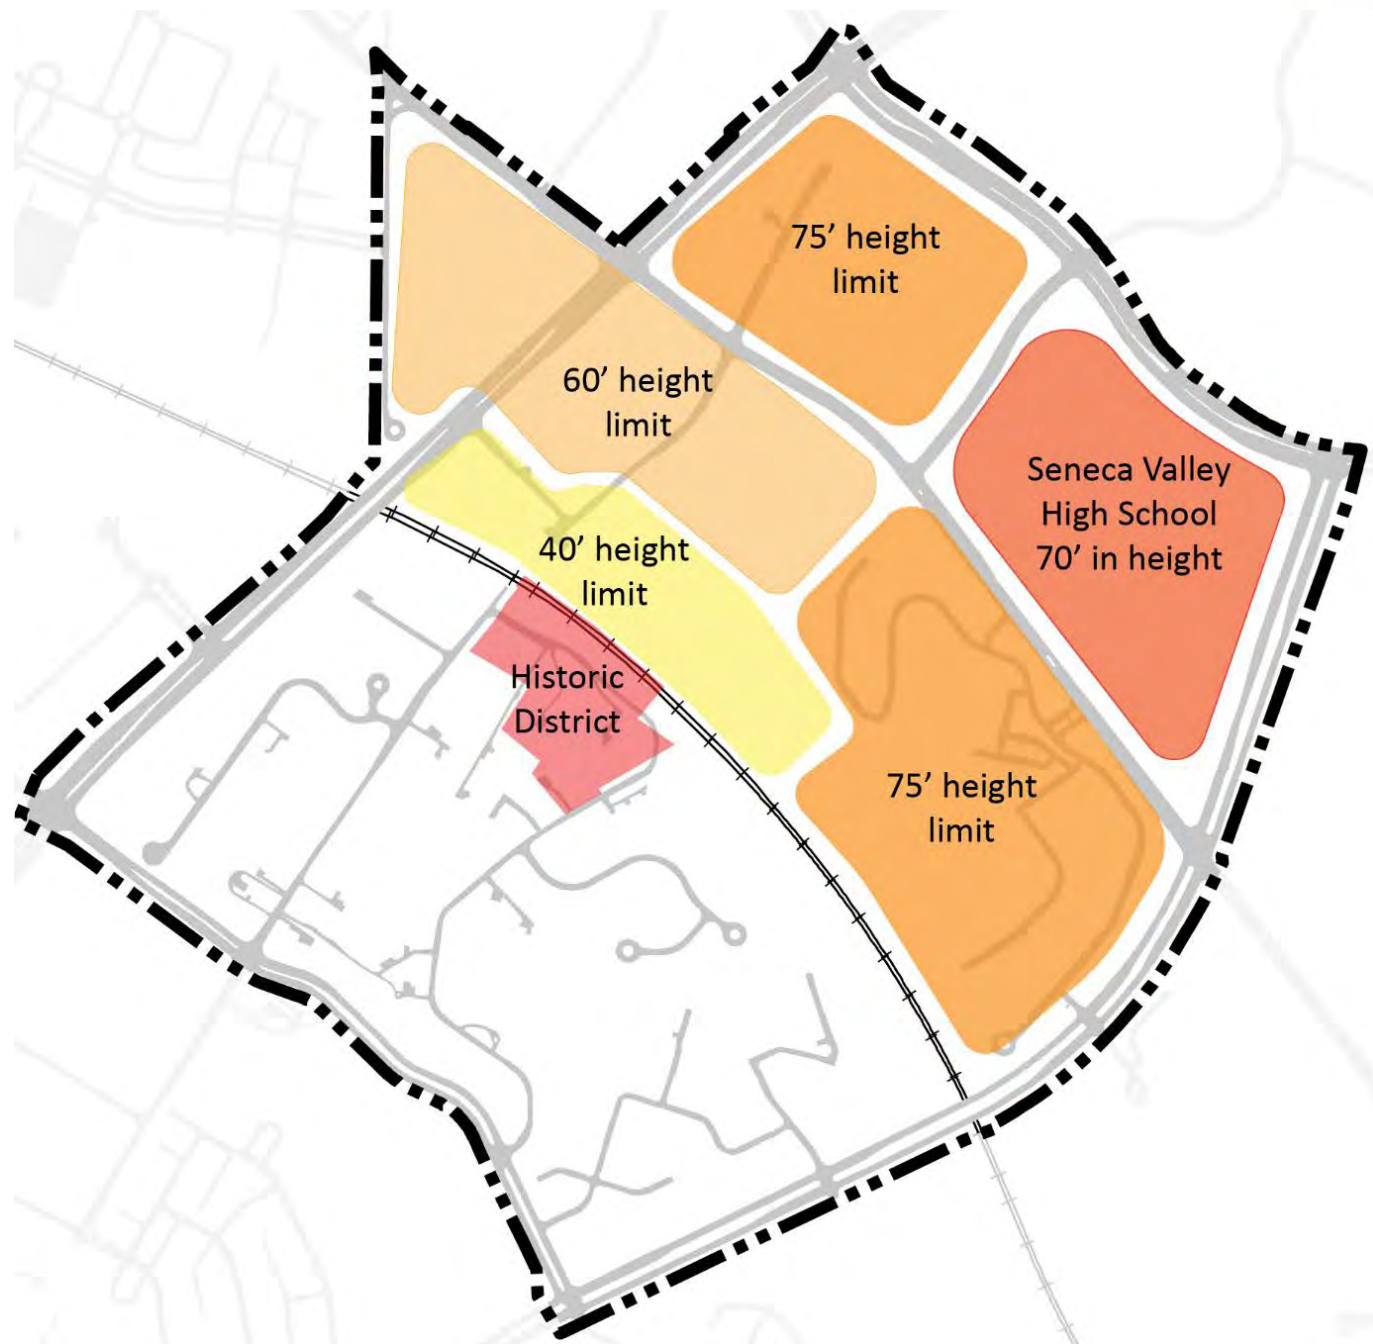 75’ height
limit
60’ height
limit
Seneca Valley
High School
70’ in height
40’ height
limit
Historic
District
75’ height
limit